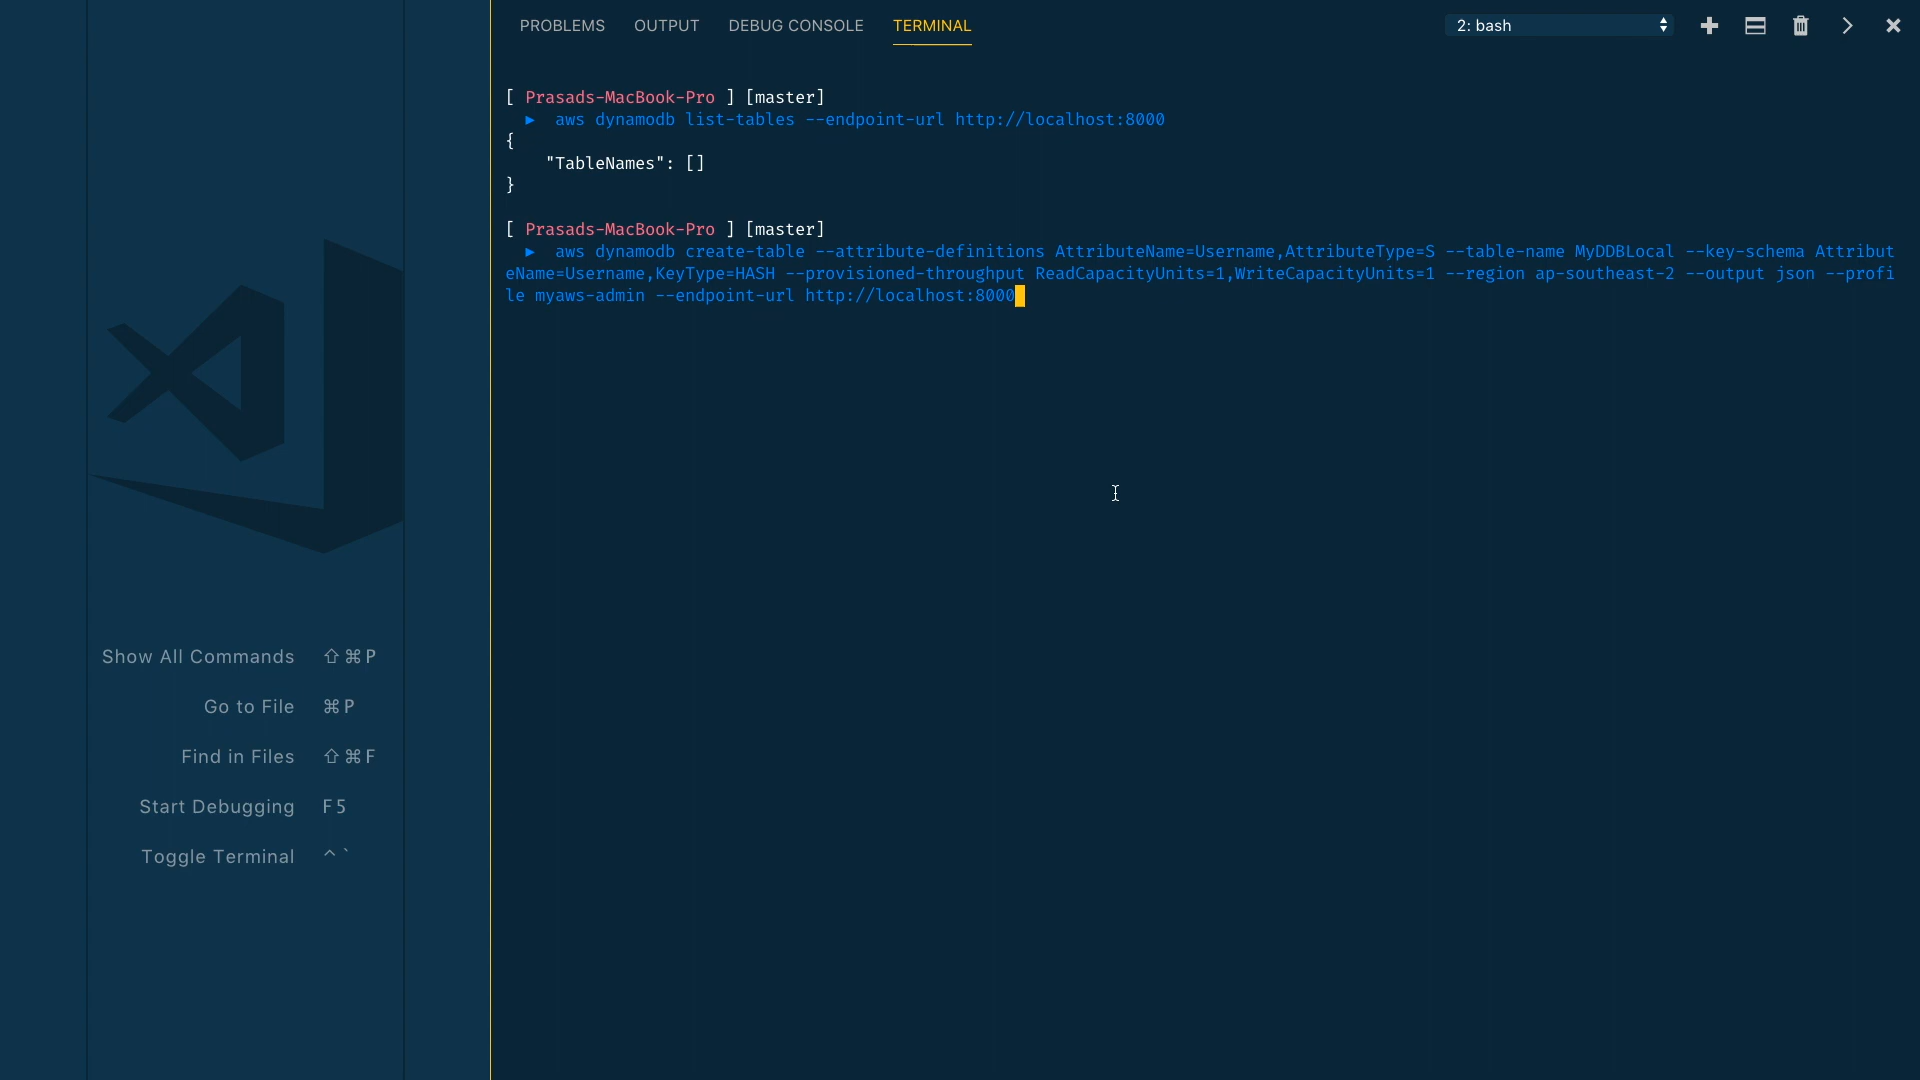 PROBLEMS OUTPUT DEBUG CONSOLE TERMINAL 2: bash
[ Prasads-MacBook-Pro ] [master]
▶ aws dynamodb list-tables --endpoint-url http://localhost:8000
{
    "TableNames": []
}
[ Prasads-MacBook-Pro ] [master]
▶ aws dynamodb create-table --attribute-definitions AttributeName=Username,AttributeType=S --table-name MyDDBLocal --key-schema Attribut
eName=Username,KeyType=HASH --provisioned-throughput ReadCapacityUnits=1,WriteCapacityUnits=1 --region ap-southeast-2 --output json --profi
le myaws-admin --endpoint-url http://localhost:8000
Show All Commands ⇧⌘P
Go to File ⌘P
Find in Files ⇧⌘F
Start Debugging F5
Toggle Terminal ^`